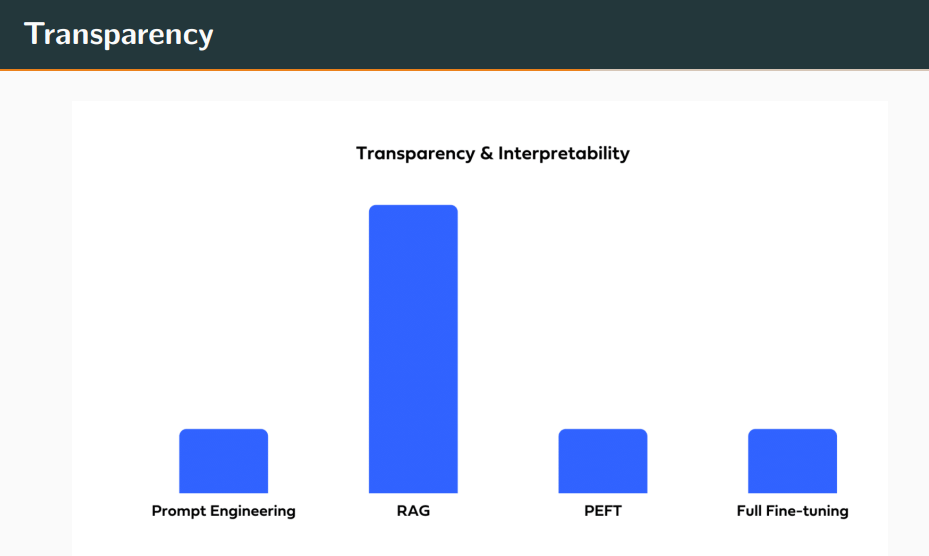 Transparency
Transparency & Interpretability
Prompt Engineering
RAG
PEFT
Full Fine-tuning